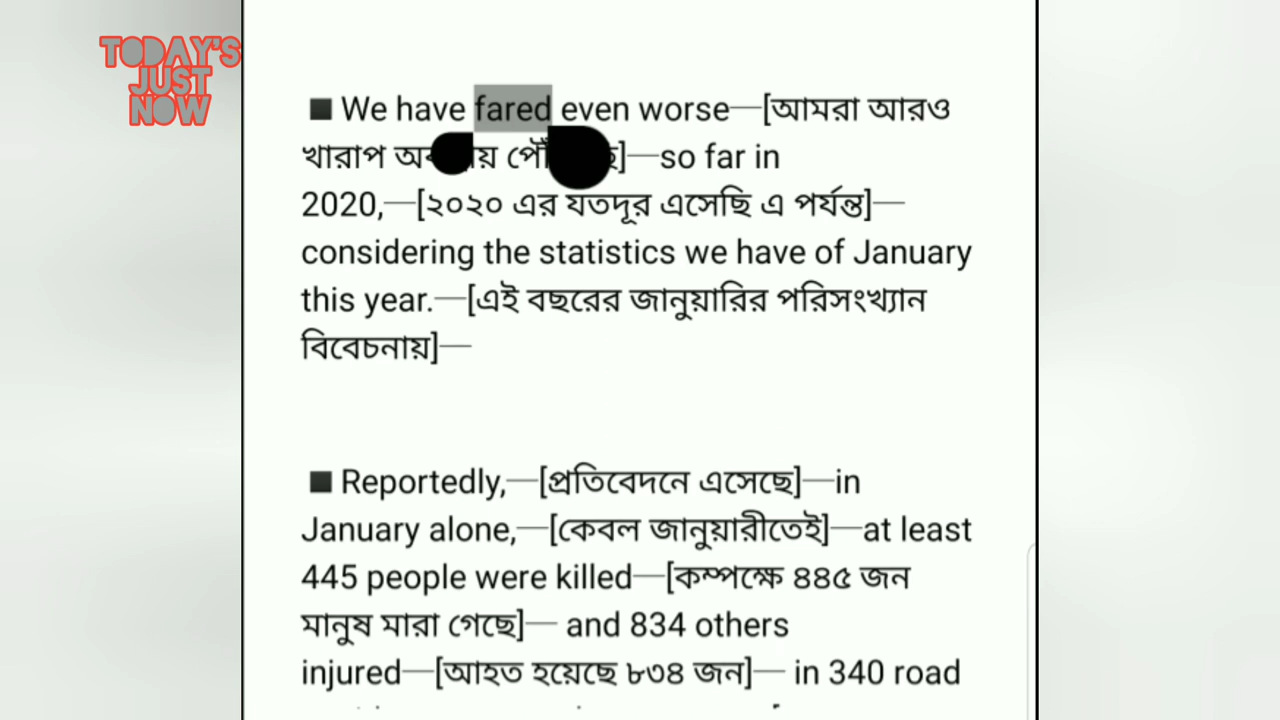 TODAY'S
JUST
NOW
■ We have fared even worse—[আমরা আরও
খারাপ so far in
2020,—[২০২০ এর যতদূর এসেছি এ পর্যন্ত]—
considering the statistics we have of January
this year.—[এই বছরের জানুয়ারির পরিসংখ্যান
বিবেচনায়]—
■ Reportedly,—[প্রতিবেদনে এসেছে]—in
January alone,—[কেবল জানুয়ারীতেই]—at least
445 people were killed—[কম্পক্ষে ৪৪৫ জন
মানুষ মারা গেছে]— and 834 others
injured—[আহত হয়েছে ৮৩৪ জন]— in 340 road